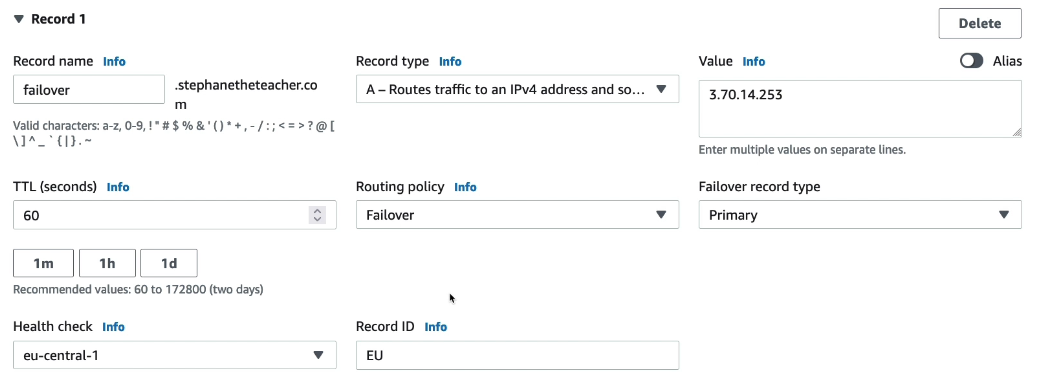 Record 1
Delete
Record name Info
failover
.stephanetheteacher.co
m
Valid characters: a-z, 0-9, ! " # $ % & ' ( ) * + , - / : ; < = > ? @ [
\ ] ^ _ ` { | } . ~
Record type Info
A – Routes traffic to an IPv4 address and so...
Value Info
Alias
3.70.14.253
Enter multiple values on separate lines.
TTL (seconds) Info
60
1m 1h 1d
Recommended values: 60 to 172800 (two days)
Routing policy Info
Failover
Failover record type
Primary
Health check Info
eu-central-1
Record ID Info
EU